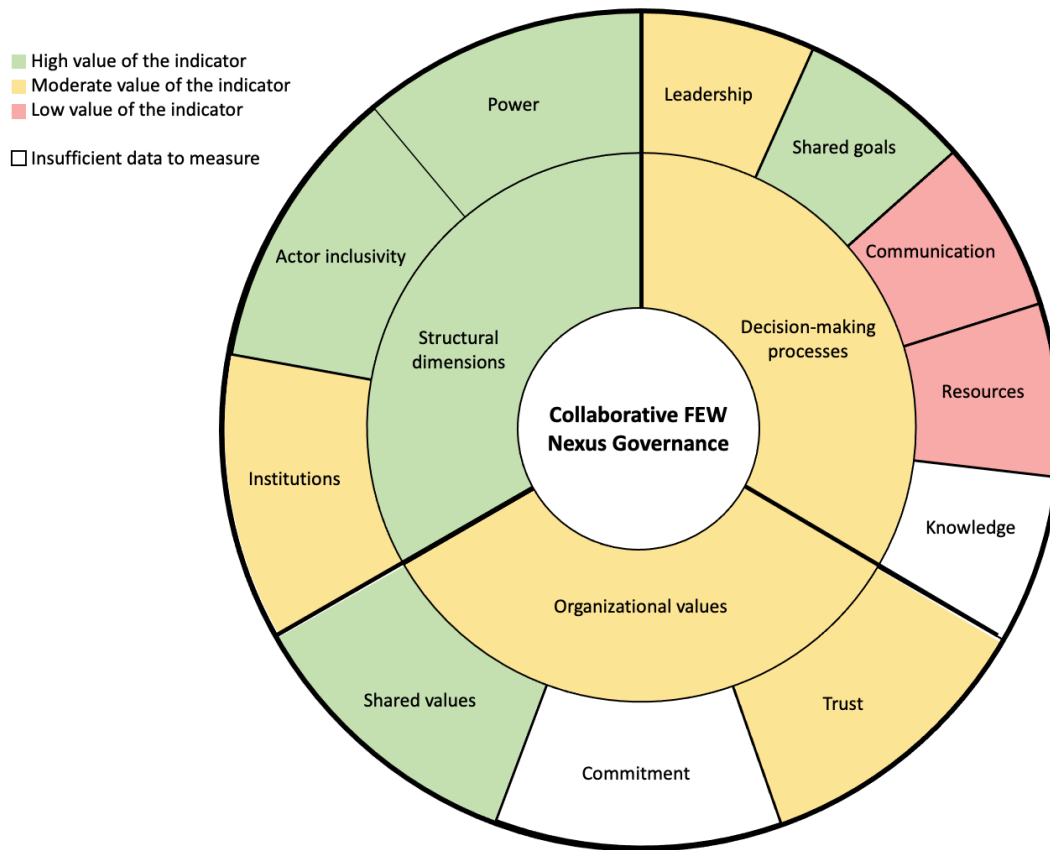 High value of the indicator
Moderate value of the indicator
Low value of the indicator
Insufficient data to measure
Power
Leadership
Shared goals
Communication
Resources
Knowledge
Trust
Commitment
Shared values
Institutions
Actor inclusivity
Structural
dimensions
Decision-making
processes
Organizational values
Collaborative FEW
Nexus Governance